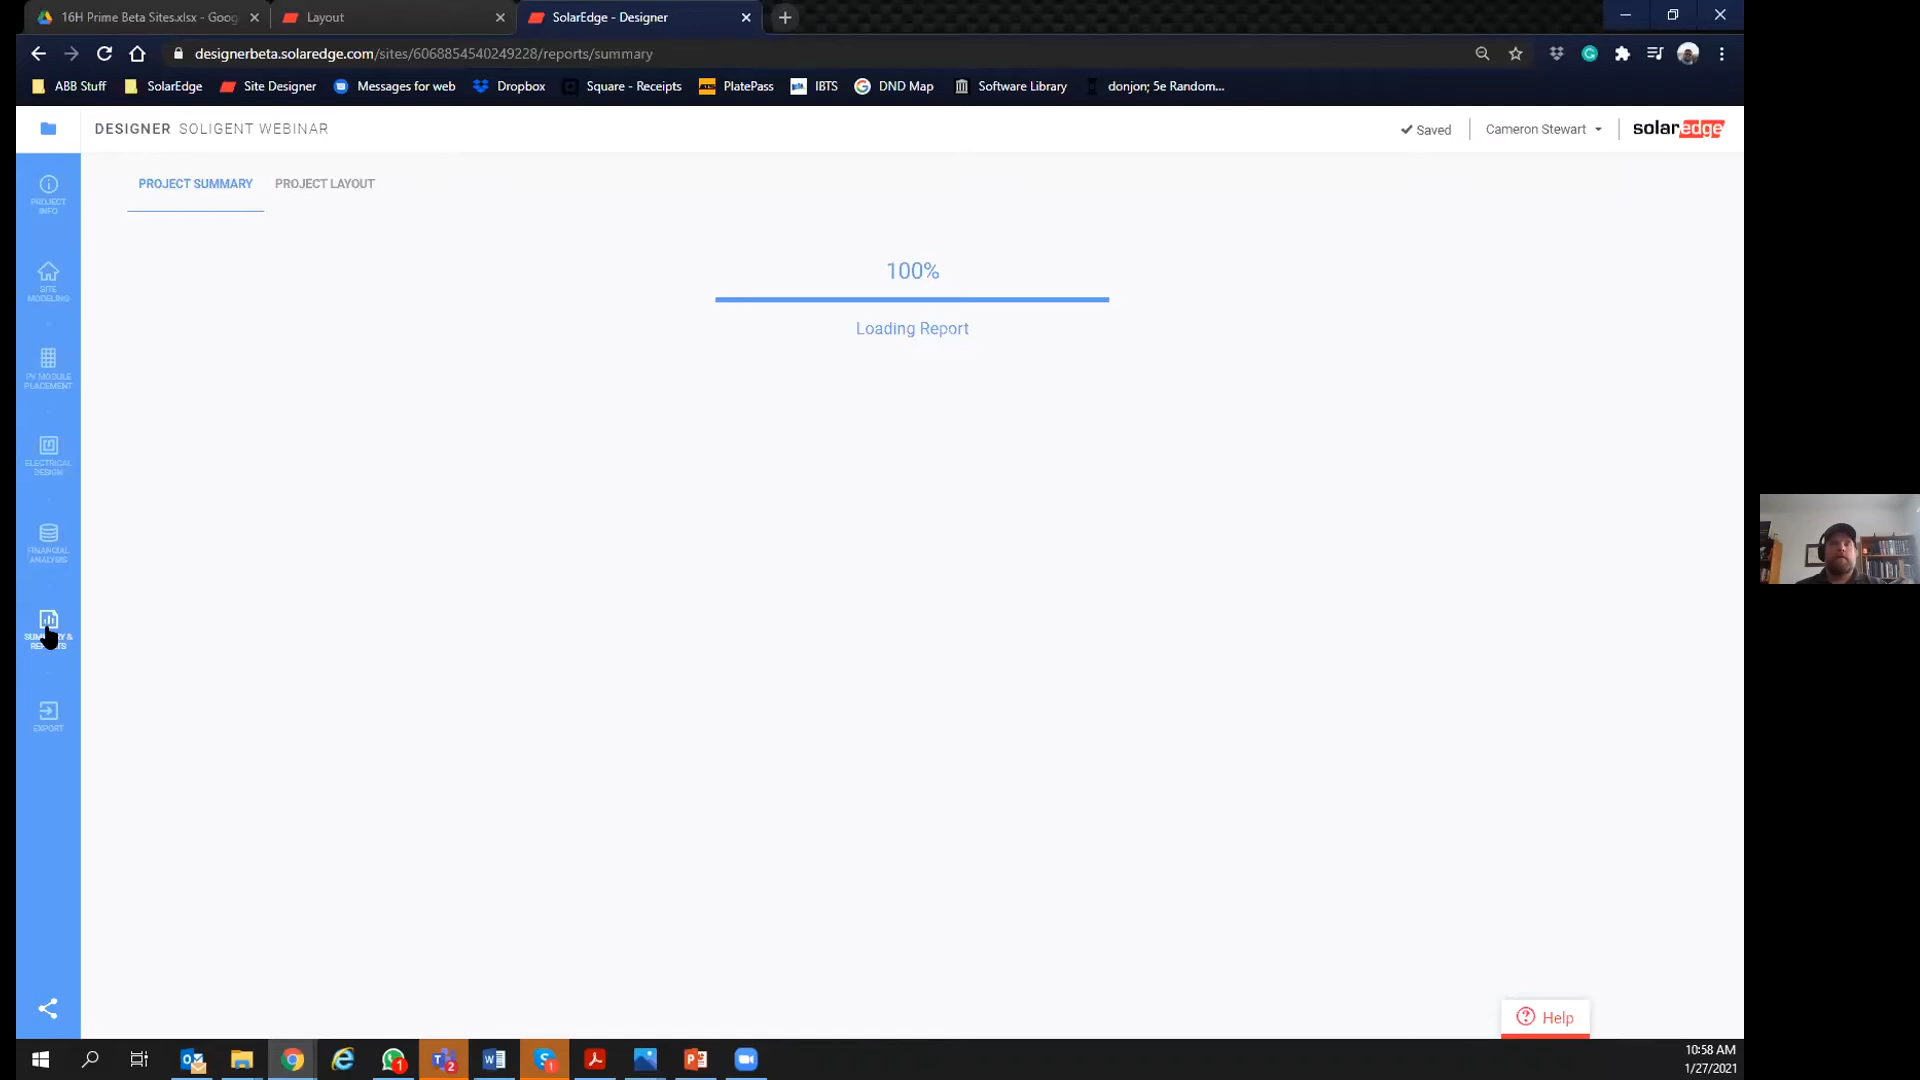 16H Prime Beta Sites.xlsx - Goog
Layout
SolarEdge - Designer
designerbeta.solaredge.com/sites/6068854540249228/reports/summary
ABB Stuff
SolarEdge
Site Designer
Messages for web
Dropbox
Square - Receipts
PlatePass
IBTS
DND Map
Software Library
donjon; 5e Random...
DESIGNER SOLIGENT WEBINAR
Saved
Cameron Stewart
solaredge
PROJECT SUMMARY
PROJECT LAYOUT
PROJECT
INFO
SITE
MODELING
PV MODULE
PLACEMENT
ELECTRICAL
DESIGN
FINANCIAL
ANALYSIS
SUMMARY &
REPORTS
EXPORT
100%
Loading Report
Help
10:58 AM
1/27/2021